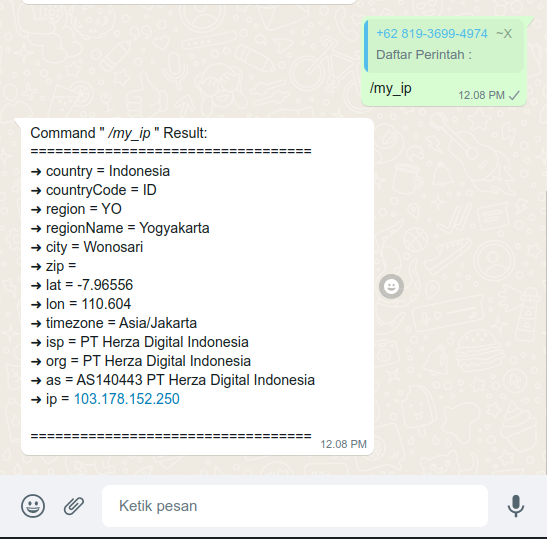 +62 819-3699-4974 ~X
Daftar Perintah :
/my_ip
12.08 PM
Command " /my_ip " Result:
==================================
➜ country = Indonesia
➜ countryCode = ID
➜ region = YO
➜ regionName = Yogyakarta
➜ city = Wonosari
➜ zip =
➜ lat = -7.96556
➜ lon = 110.604
➜ timezone = Asia/Jakarta
➜ isp = PT Herza Digital Indonesia
➜ org = PT Herza Digital Indonesia
➜ as = AS140443 PT Herza Digital Indonesia
➜ ip = 103.178.152.250
==================================
12.08 PM
Ketik pesan